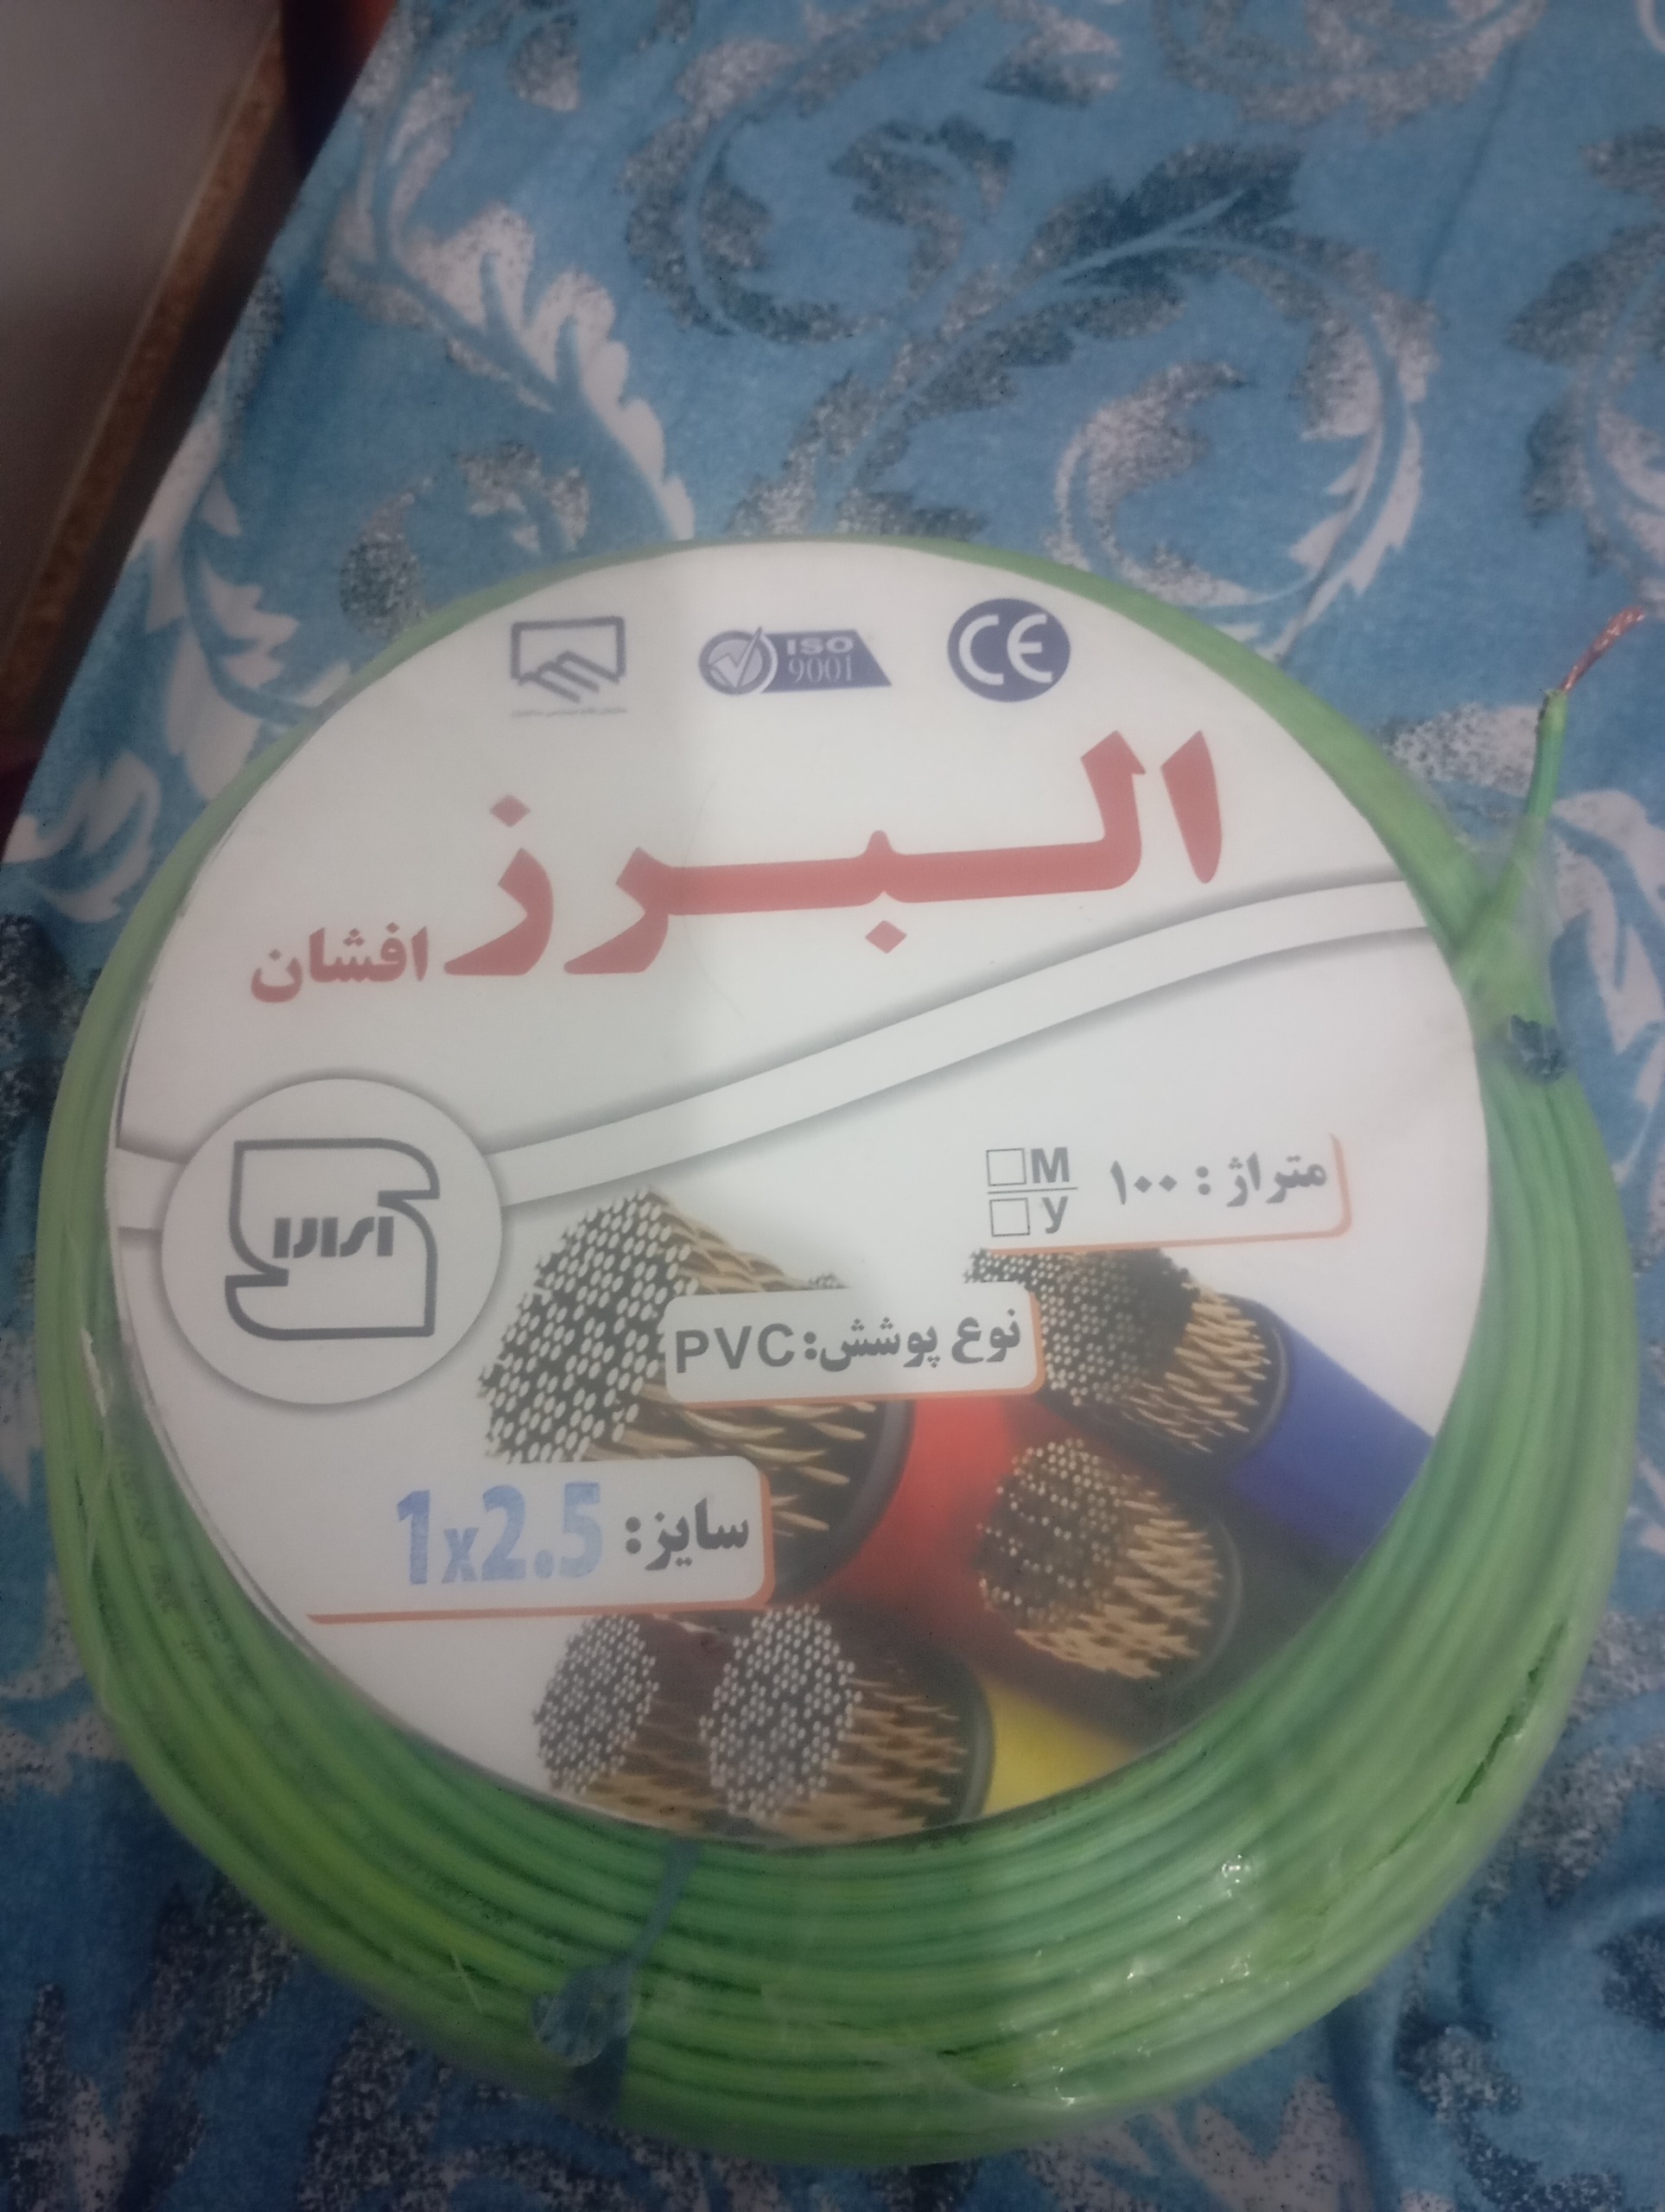 ISO
9001
CE
البرز
افشان
متراژ : ۱۰۰
M
y
نوع پوشش: PVC
سایز: 1x2.5